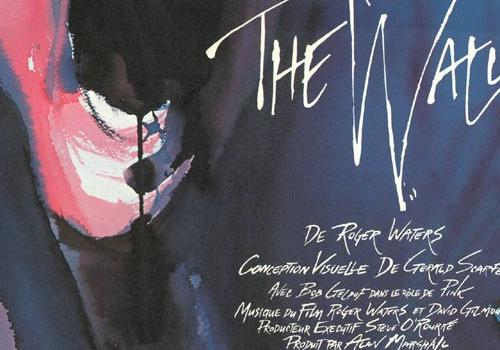 THE WALL
DE ROGER WATERS
CONCEPTION VISUELLE DE GERALD SCARFE
AVEC BOB GELDOF DANS LE RÔLE DE PINK
MUSIQUE DU FILM ROGER WATERS ET DAVID GILMOU
PRODUCTEUR EXECUTIF STEVE O'ROURKE
PRODUIT PAR ALAN MARSHALL